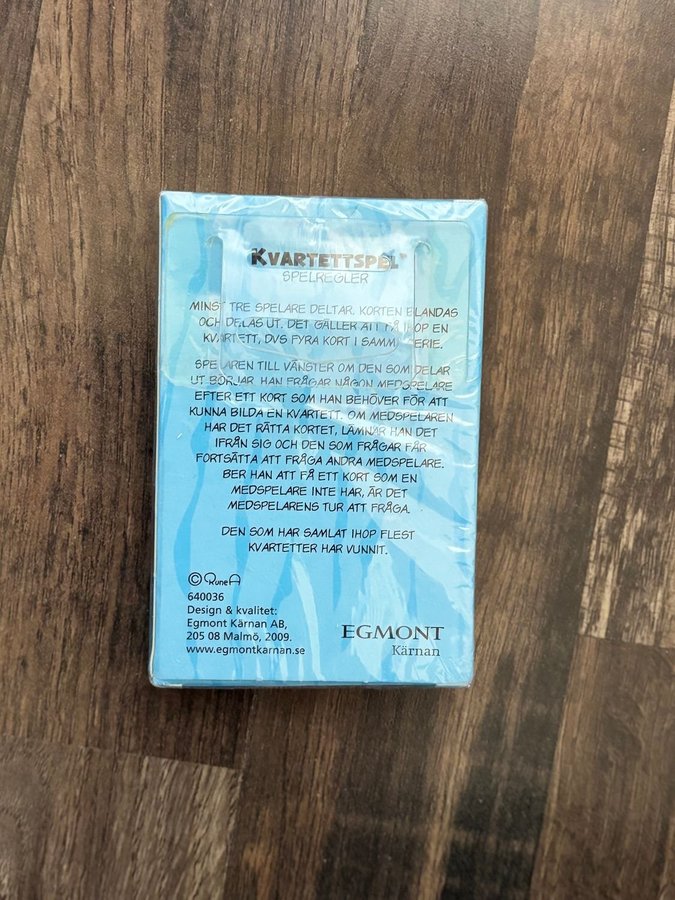 KVARTETTSPEL
SPELREGLER
MINST TRE SPELARE DELTAR. KORTEN BLANDAS
OCH DELAS UT. DET GÄLLER ATT FÅ IHOP EN
KVARTETT, DVS FYRA KORT I SAMMA SERIE.
SPELAREN TILL VÄNSTER OM DEN SOM DELAR
UT BÖRJAR. HAN FRÅGAR NÅGON MEDSPELARE
EFTER ETT KORT SOM HAN BEHÖVER FÖR ATT
KUNNA BILDA EN KVARTETT. OM MEDSPELAREN
HAR DET RÄTTA KORTET, LÄMNAR HAN DET
IFRÅN SIG OCH DEN SOM FRÅGAR FÅR
FORTSÄTTA ATT FRÅGA ANDRA MEDSPELARE.
BER HAN ATT FÅ ETT KORT SOM EN
MEDSPELARE INTE HAR, ÄR DET
MEDSPELARENS TUR ATT FRÅGA.
DEN SOM HAR SAMLAT IHOP FLEST
KVARTETTER HAR VUNNIT.
© Rune A
640036
Design & kvalitet:
Egmont Kärnan AB,
205 08 Malmö, 2009.
www.egmontkarnan.se
EGMONT
Kärnan